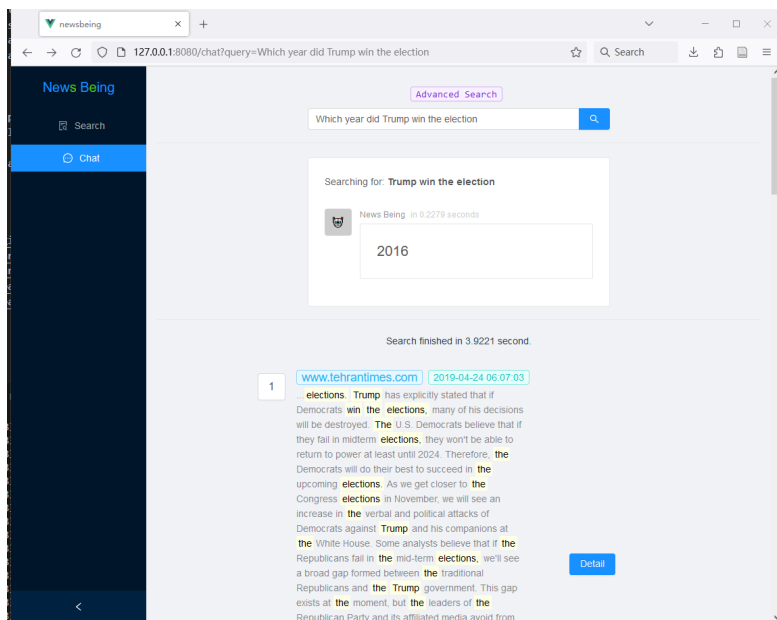 newsbeing
127.0.0.1:8080/chat?query=Which year did Trump win the election
Search
News Being
Search
Chat
Advanced Search
Which year did Trump win the election
Searching for: Trump win the election
News Being in 0.2279 seconds
2016
Search finished in 3.9221 second.
1
www.tehrantimes.com 2019-04-24 06:07:03
... elections. Trump has explicitly stated that if
Democrats win the elections, many of his decisions
will be destroyed. The U.S. Democrats believe that if
they fail in midterm elections, they won't be able to
return to power at least until 2024. Therefore, the
Democrats will do their best to succeed in the
upcoming elections. As we get closer to the
Congress elections in November, we will see an
increase in the verbal and political attacks of
Democrats against Trump and his companions at
the White House. Some analysts believe that if the
Republicans fail in the mid-term elections, we'll see
a broad gap formed between the traditional
Republicans and the Trump government. This gap
exists at the moment, but the leaders of the
Republican Party and its affiliated media avoid from
Detail